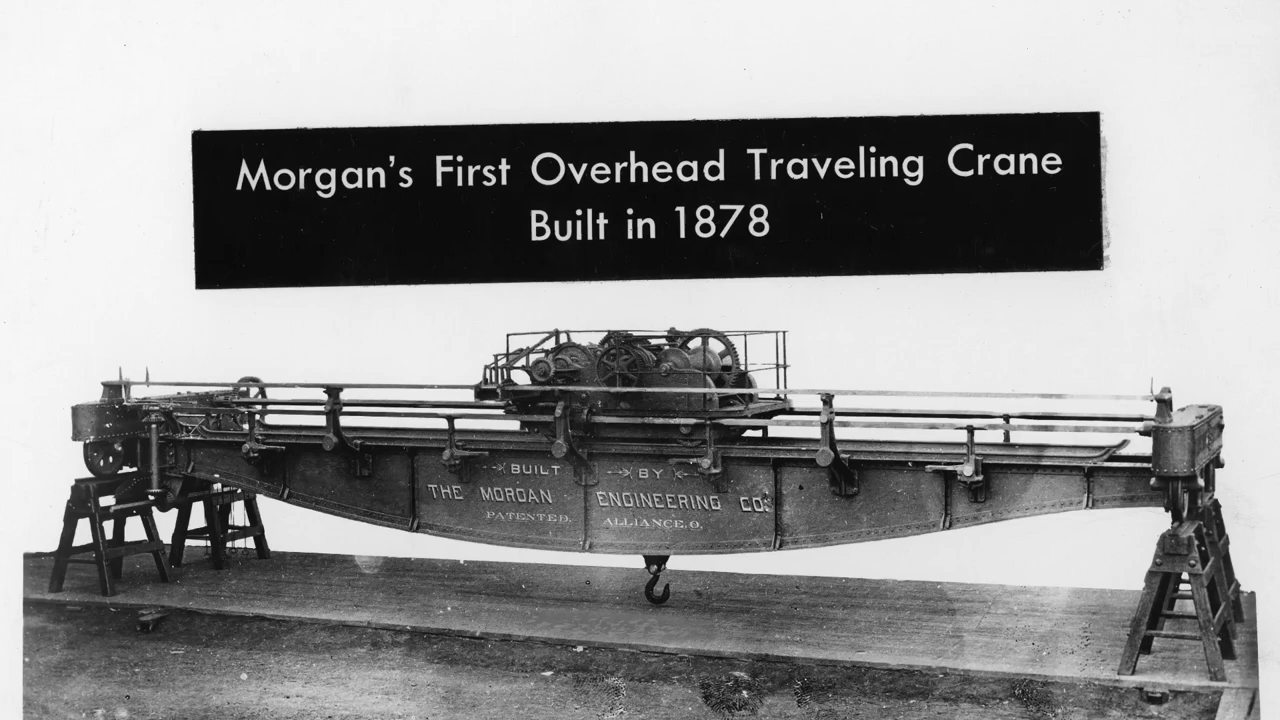 Morgan's First Overhead Traveling Crane
Built in 1878
BUILT BY
THE MORGAN ENGINEERING CO.
PATENTED. ALLIANCE.O.